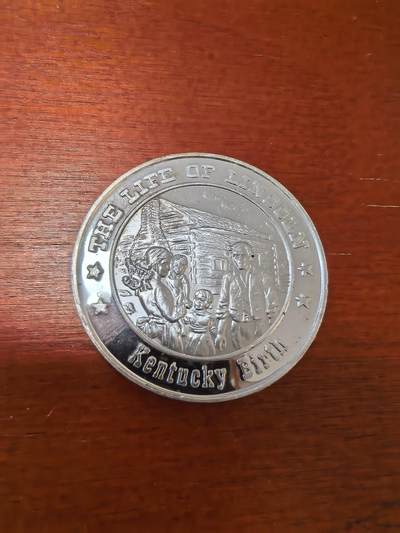 THE LIFE OF LINCOLN
Kentucky Birth